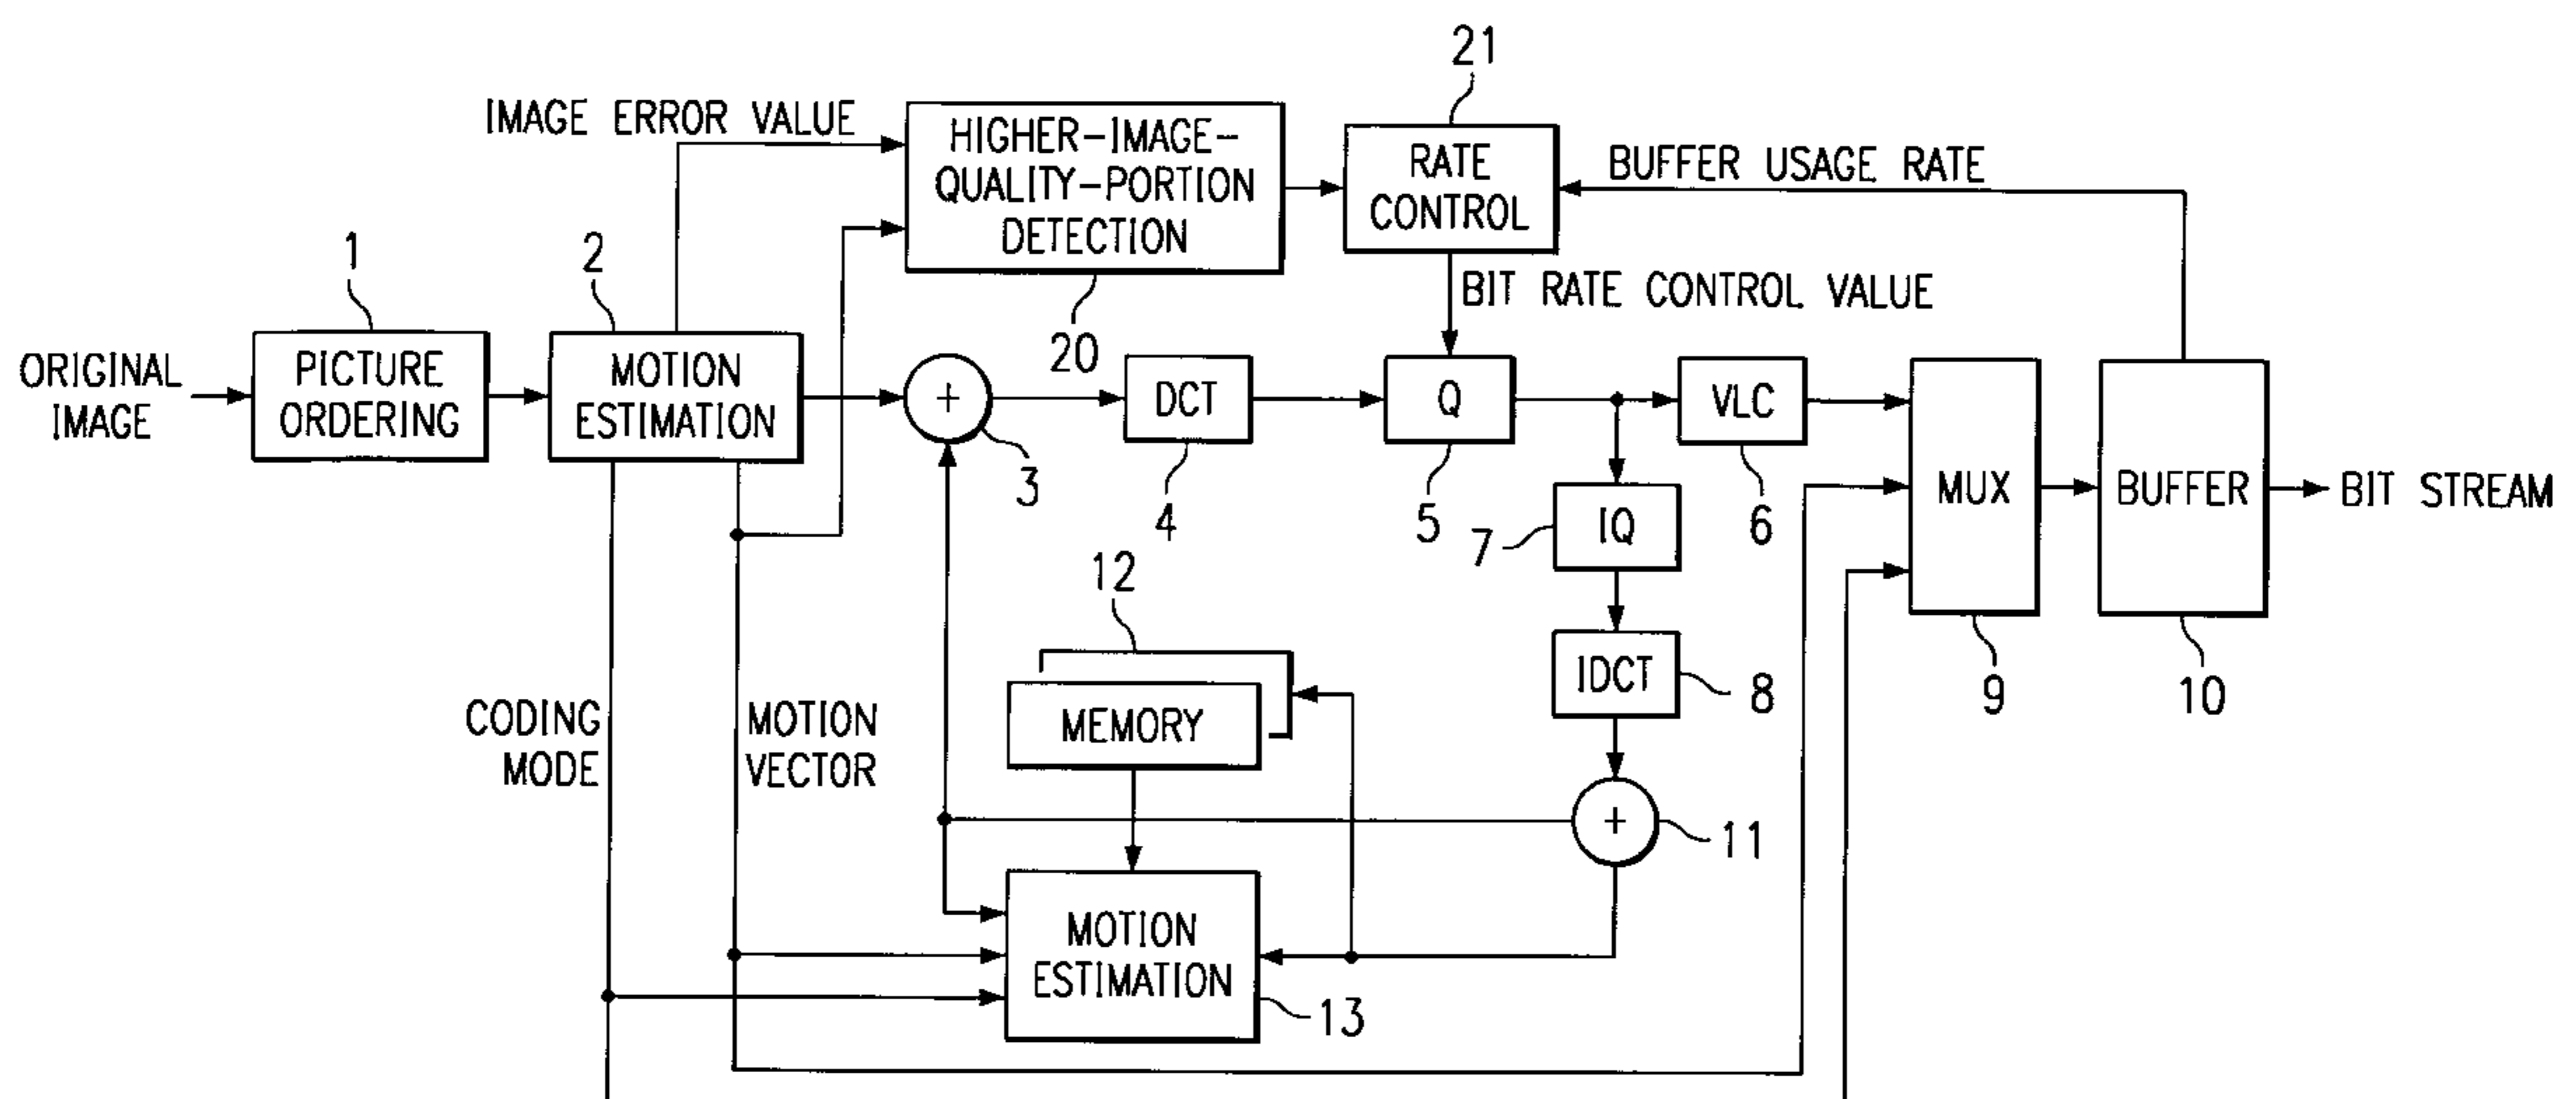 21
IMAGE ERROR VALUE
HIGHER-IMAGE-
QUALITY-PORTION
DETECTION
RATE
CONTROL
BUFFER USAGE RATE
1
2
20
BIT RATE CONTROL VALUE
ORIGINAL
IMAGE
PICTURE
ORDERING
MOTION
ESTIMATION
+
3
DCT
4
Q
5
VLC
6
MUX
9
BUFFER
10
BIT STREAM
7
IQ
IDCT
8
12
MEMORY
CODING
MODE
MOTION
VECTOR
+
11
MOTION
ESTIMATION
13